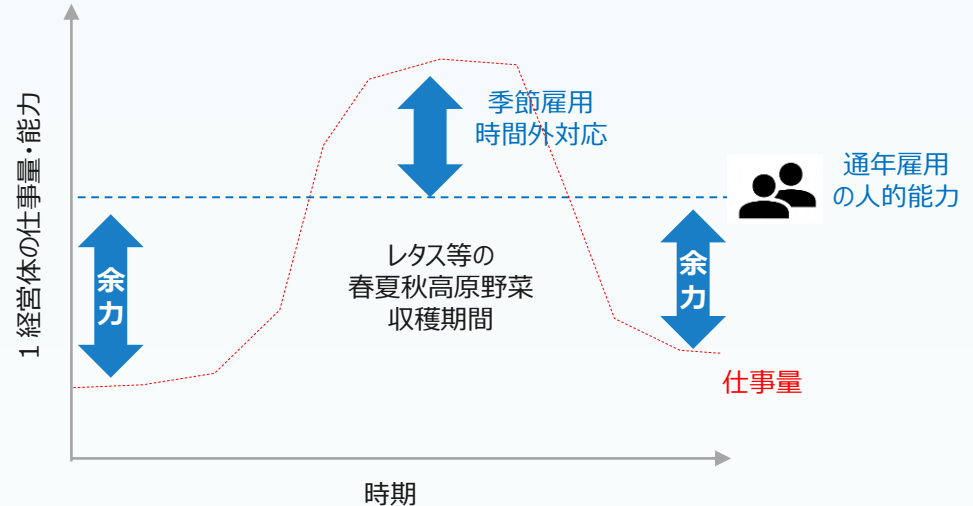 1経営体の仕事量・能力
季節雇用
時間外対応
通年雇用
の人的能力
余力
レタス等の
春夏秋高原野菜
収穫期間
余力
仕事量
時期